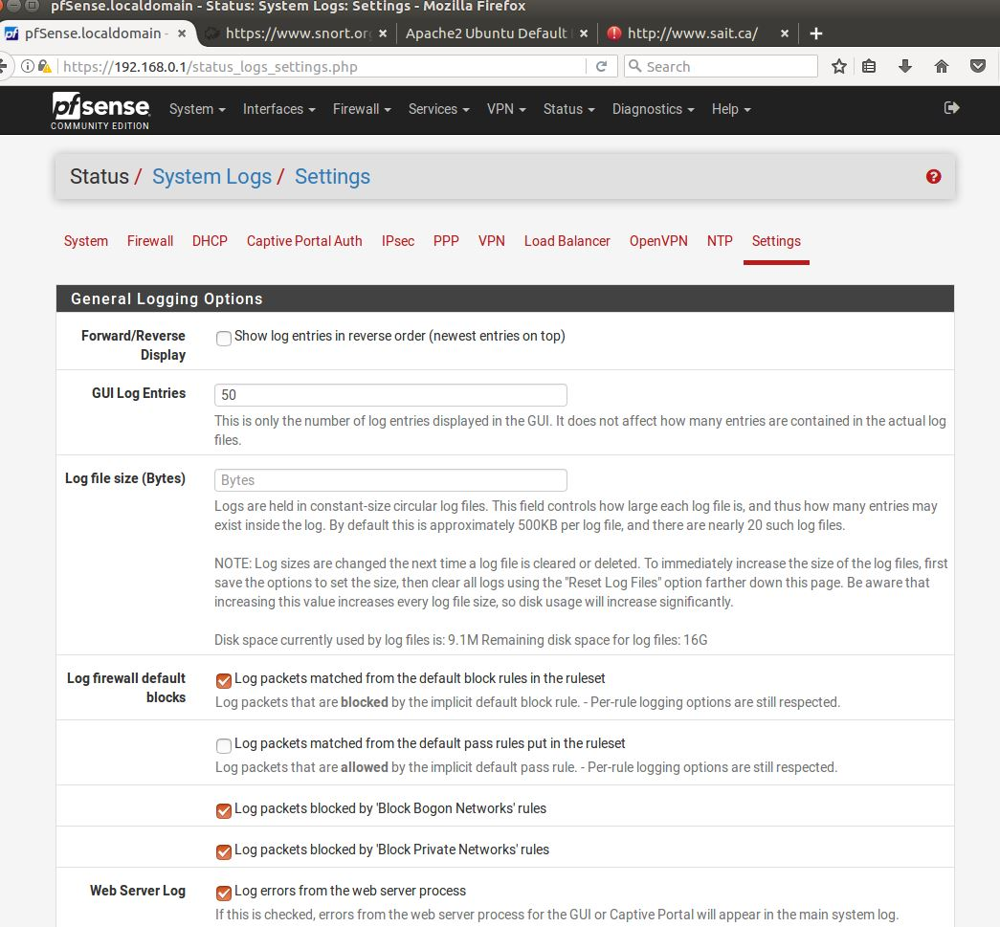 pfSense.localdomain - Status: System Logs: Settings - Mozilla Firefox
pfSense.localdomain - × https://www.snort.or × Apache2 Ubuntu Default × http://www.sait.ca/ × +
https://192.168.0.1/status_logs_settings.php Search
pfsense System Interfaces Firewall Services VPN Status Diagnostics Help
COMMUNITY EDITION
Status / System Logs / Settings
System Firewall DHCP Captive Portal Auth IPsec PPP VPN Load Balancer OpenVPN NTP Settings
General Logging Options
Forward/Reverse Display
Show log entries in reverse order (newest entries on top)
GUI Log Entries
50
This is only the number of log entries displayed in the GUI. It does not affect how many entries are contained in the actual log
files.
Log file size (Bytes)
Bytes
Logs are held in constant-size circular log files. This field controls how large each log file is, and thus how many entries may
exist inside the log. By default this is approximately 500KB per log file, and there are nearly 20 such log files.
NOTE: Log sizes are changed the next time a log file is cleared or deleted. To immediately increase the size of the log files, first
save the options to set the size, then clear all logs using the "Reset Log Files" option farther down this page. Be aware that
increasing this value increases every log file size, so disk usage will increase significantly.
Disk space currently used by log files is: 9.1M Remaining disk space for log files: 16G
Log firewall default
blocks
Log packets matched from the default block rules in the ruleset
Log packets that are blocked by the implicit default block rule. - Per-rule logging options are still respected.
Log packets matched from the default pass rules put in the ruleset
Log packets that are allowed by the implicit default pass rule. - Per-rule logging options are still respected.
Log packets blocked by 'Block Bogon Networks' rules
Log packets blocked by 'Block Private Networks' rules
Web Server Log
Log errors from the web server process
If this is checked, errors from the web server process for the GUI or Captive Portal will appear in the main system log.